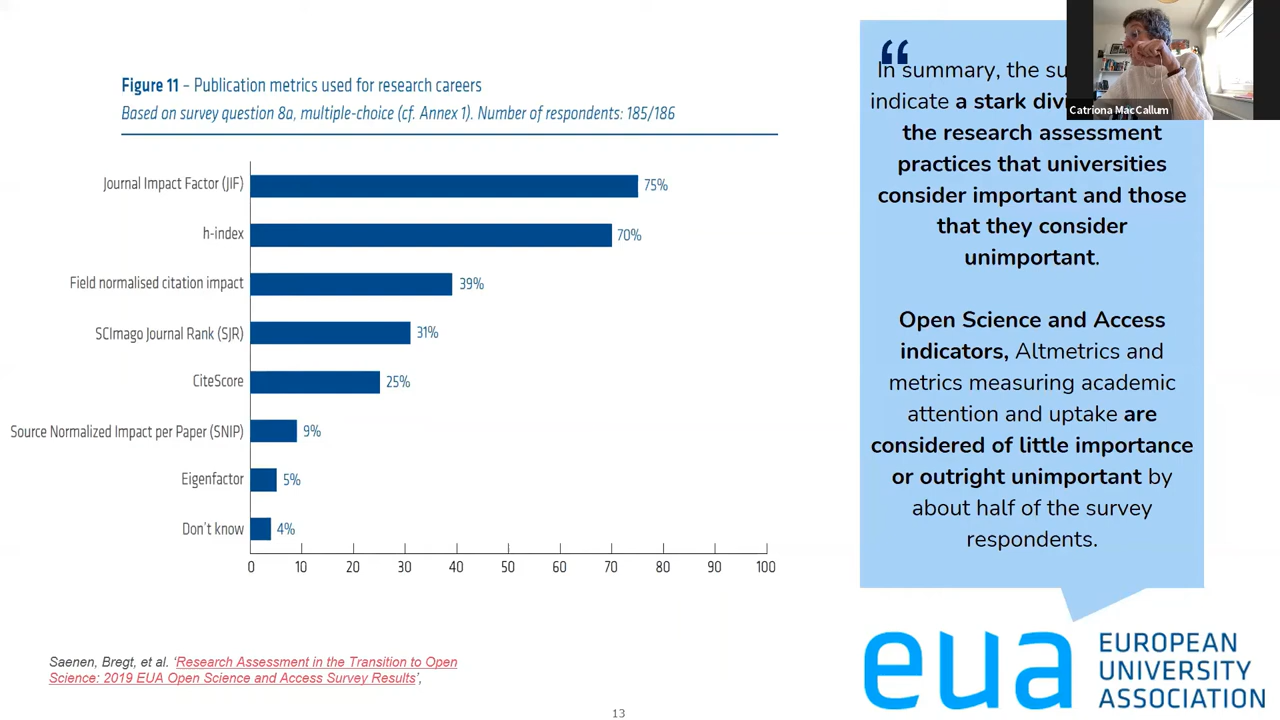 Figure 11 – Publication metrics used for research careers
Based on survey question 8a, multiple-choice (cf. Annex 1). Number of respondents: 185/186
Journal Impact Factor (JIF)
75%
h-index
70%
Field normalised citation impact
39%
SCImago Journal Rank (SJR)
31%
CiteScore
25%
Source Normalized Impact per Paper (SNIP)
9%
Eigenfactor
5%
Don't know
4%
0 10 20 30 40 50 60 70 80 90 100
Saenen, Bregt, et al. ‘Research Assessment in the Transition to Open
Science: 2019 EUA Open Science and Access Survey Results’,
13
“
In summary, the
indicate a stark
the research assessment
practices that universities
consider important and those
that they consider
unimportant.
Open Science and Access
indicators, Altmetrics and
metrics measuring academic
attention and uptake are
considered of little importance
or outright unimportant by
about half of the survey
respondents.
Catriona MacCallum
eua
EUROPEAN
UNIVERSITY
ASSOCIATION